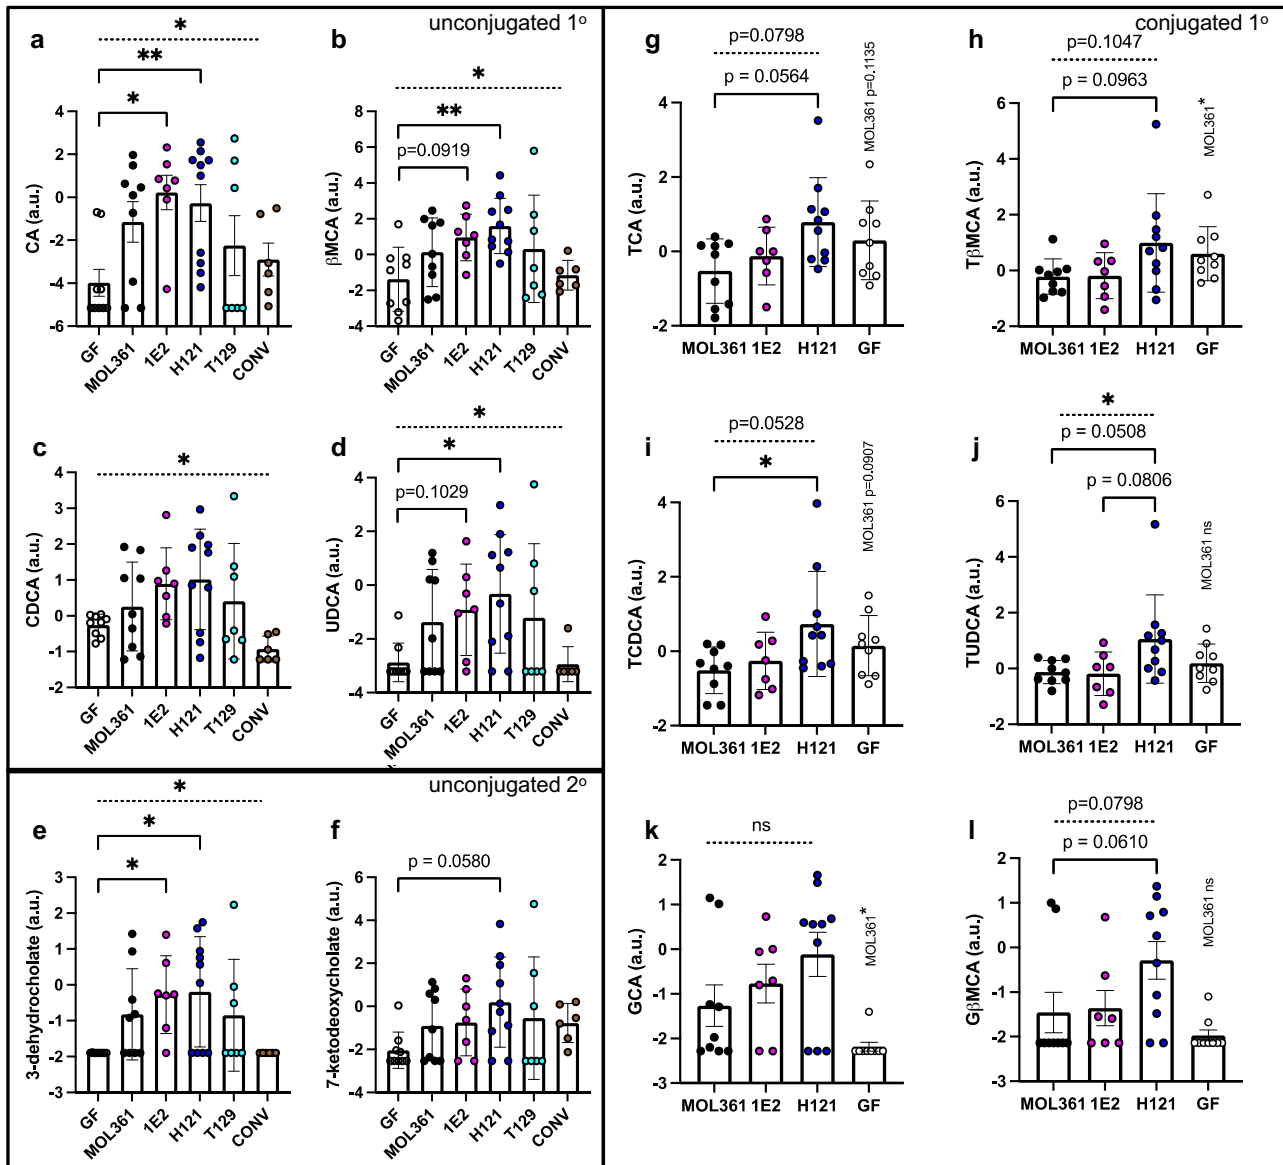 unconjugated 1º
a
*
**
*
CA (a.u.)
4
2
0
-2
-4
-6
GF
MOL361
1E2
H121
T129
CONV
b
*
**
p=0.0919
βMCA (a.u.)
8
6
4
2
0
-2
-4
GF
MOL361
1E2
H121
T129
CONV
c
*
CDCA (a.u.)
4
3
2
1
0
-1
-2
GF
MOL361
1E2
H121
T129
CONV
d
*
*
p=0.1029
UDCA (a.u.)
4
2
0
-2
-4
GF
MOL361
1E2
H121
T129
CONV
unconjugated 2º
e
*
*
*
3-dehydrocholate (a.u.)
3
2
1
0
-1
-2
-3
GF
MOL361
1E2
H121
T129
CONV
f
p = 0.0580
7-ketodeoxycholate (a.u.)
6
4
2
0
-2
-4
GF
MOL361
1E2
H121
T129
CONV
conjugated 1º
g
p=0.0798
p = 0.0564
MOL361 p=0.1135
TCA (a.u.)
4
2
0
-2
MOL361 1E2 H121 GF
h
p=0.1047
p = 0.0963
MOL361*
TβMCA (a.u.)
6
4
2
0
-2
MOL361 1E2 H121 GF
i
p=0.0528
*
MOL361 p=0.0907
TCDCA (a.u.)
4
2
0
-2
MOL361 1E2 H121 GF
j
*
p = 0.0508
p = 0.0806
MOL361 ns
TUDCA (a.u.)
6
4
2
0
-2
MOL361 1E2 H121 GF
k
ns
MOL361*
GCA (a.u.)
2
1
0
-1
-2
-3
MOL361 1E2 H121 GF
l
p=0.0798
p = 0.0610
MOL361 ns
GβMCA (a.u.)
2
1
0
-1
-2
-3
MOL361 1E2 H121 GF